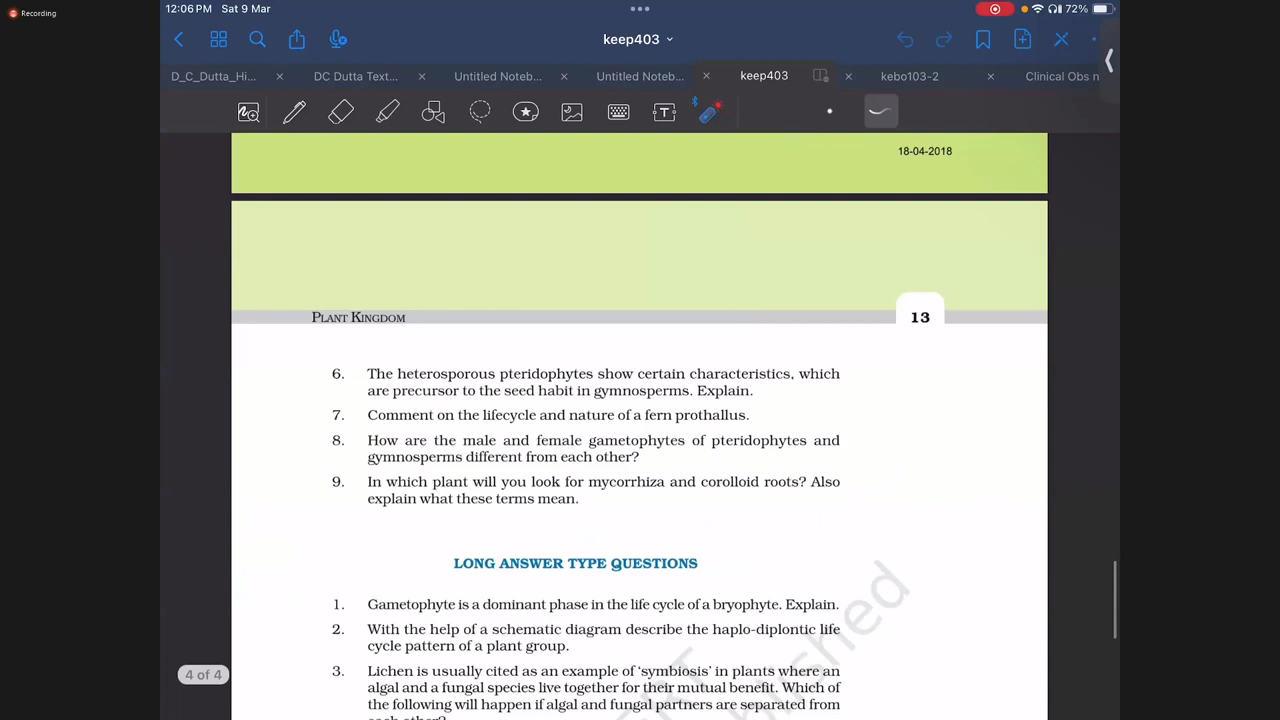 Recording
12:06 PM Sat 9 Mar
72%
keep403
D_C_Dutta_Hi...
DC Dutta Text...
Untitled Noteb...
Untitled Noteb...
keep403
kebo103-2
Clinical Obs n
18-04-2018
PLANT KINGDOM
13
6. The heterosporous pteridophytes show certain characteristics, which
are precursor to the seed habit in gymnosperms. Explain.
7. Comment on the lifecycle and nature of a fern prothallus.
8. How are the male and female gametophytes of pteridophytes and
gymnosperms different from each other?
9. In which plant will you look for mycorrhiza and corolloid roots? Also
explain what these terms mean.
LONG ANSWER TYPE QUESTIONS
1. Gametophyte is a dominant phase in the life cycle of a bryophyte. Explain.
2. With the help of a schematic diagram describe the haplo-diplontic life
cycle pattern of a plant group.
3. Lichen is usually cited as an example of ‘symbiosis’ in plants where an
algal and a fungal species live together for their mutual benefit. Which of
the following will happen if algal and fungal partners are separated from
each other?
4 of 4